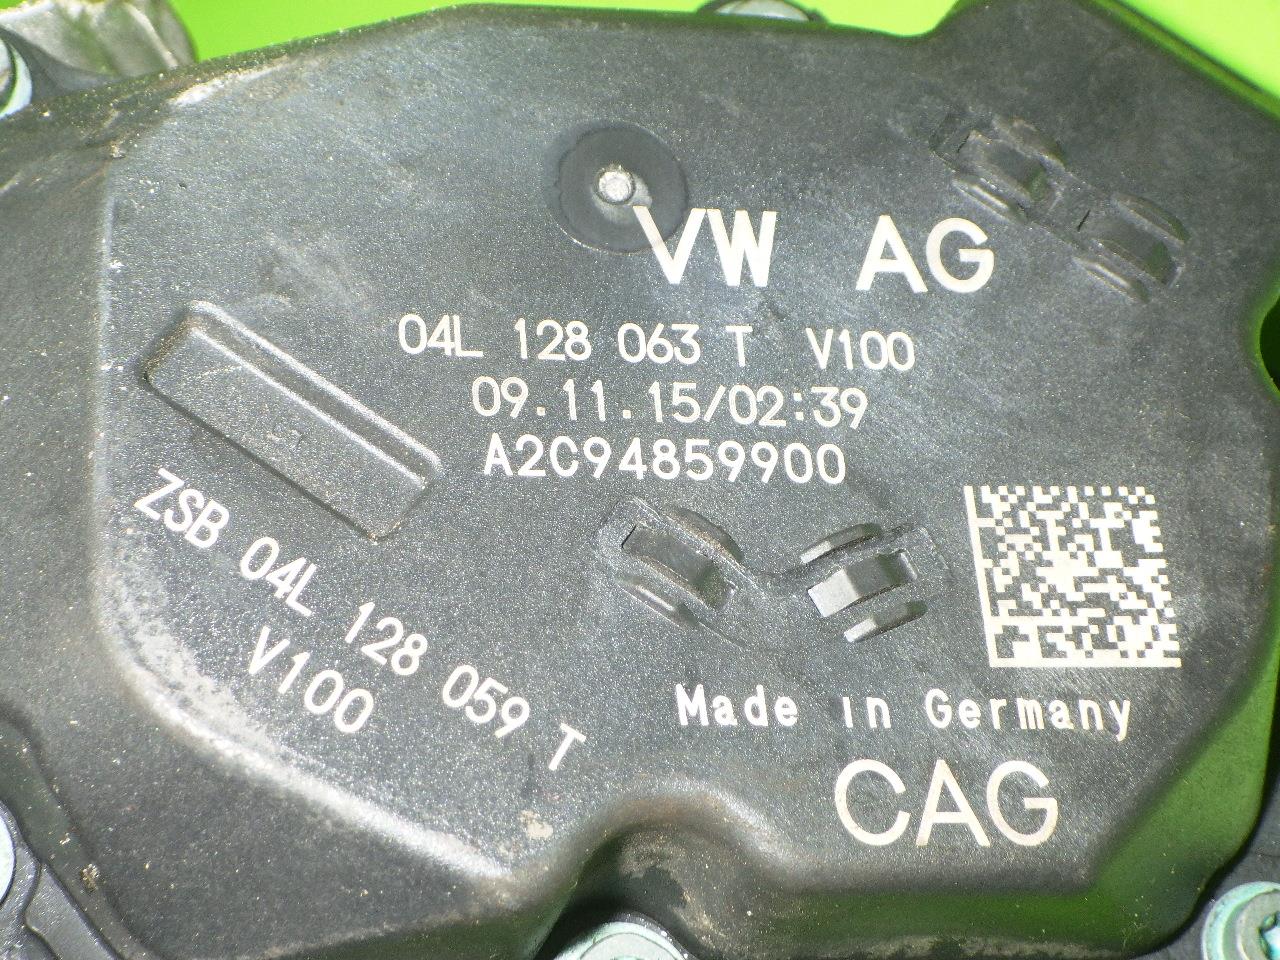 VW AG
04L 128 063 T V100
09.11.15/02:39
A2C94859900
ZSB 04L 128 059 T
V100
Made in Germany
CAG